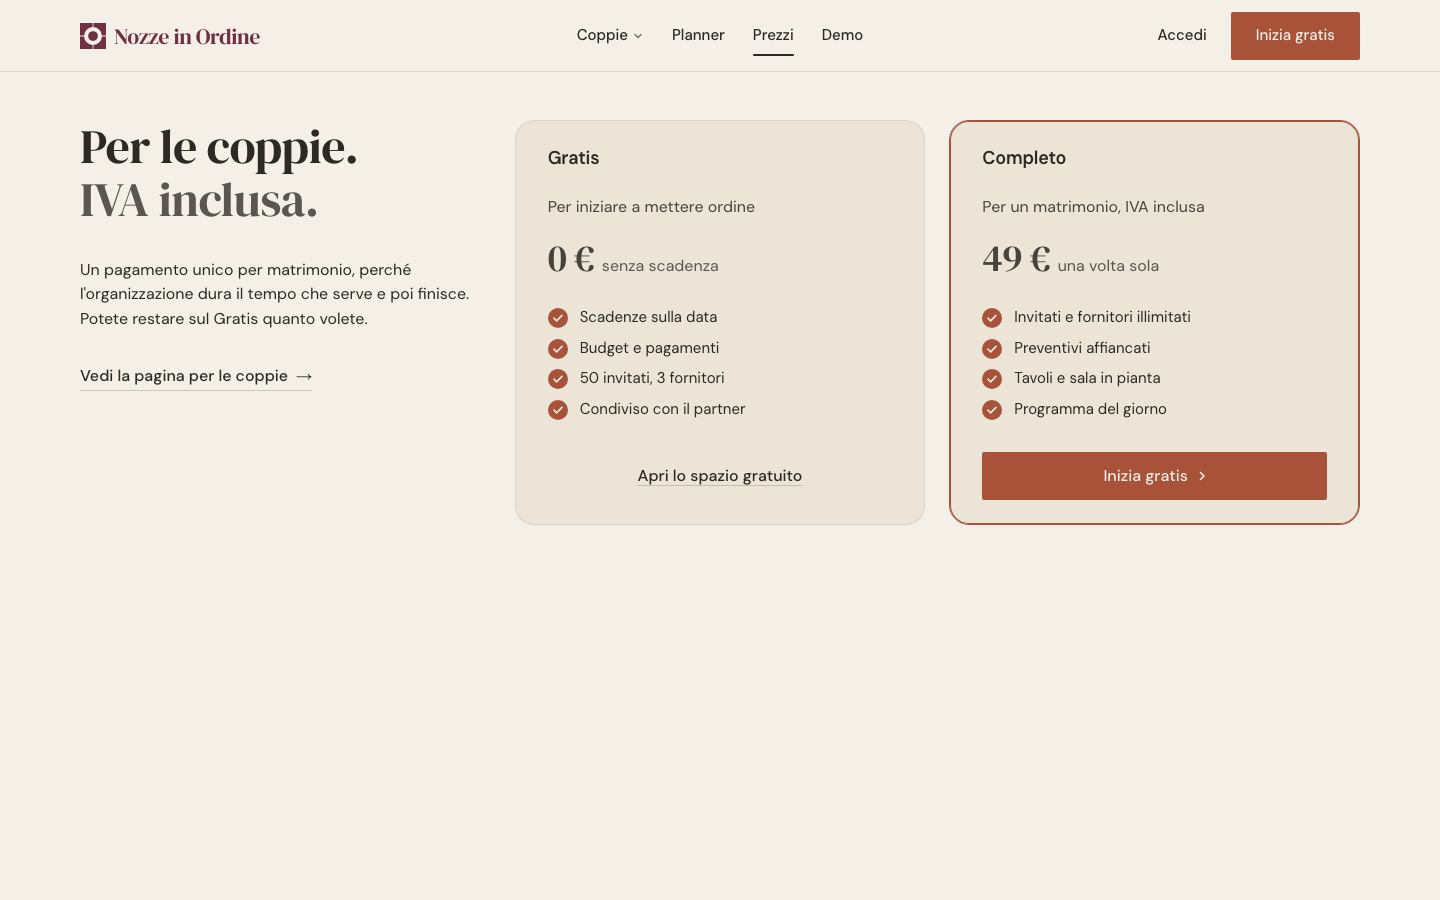 Nozze in Ordine
Coppie
Planner
Prezzi
Demo
Accedi
Inizia gratis
Per le coppie.
IVA inclusa.
Un pagamento unico per matrimonio, perché
l'organizzazione dura il tempo che serve e poi finisce.
Potete restare sul Gratis quanto volete.
Vedi la pagina per le coppie →
Gratis
Per iniziare a mettere ordine
0 € senza scadenza
Scadenze sulla data
Budget e pagamenti
50 invitati, 3 fornitori
Condiviso con il partner
Apri lo spazio gratuito
Completo
Per un matrimonio, IVA inclusa
49 € una volta sola
Invitati e fornitori illimitati
Preventivi affiancati
Tavoli e sala in pianta
Programma del giorno
Inizia gratis